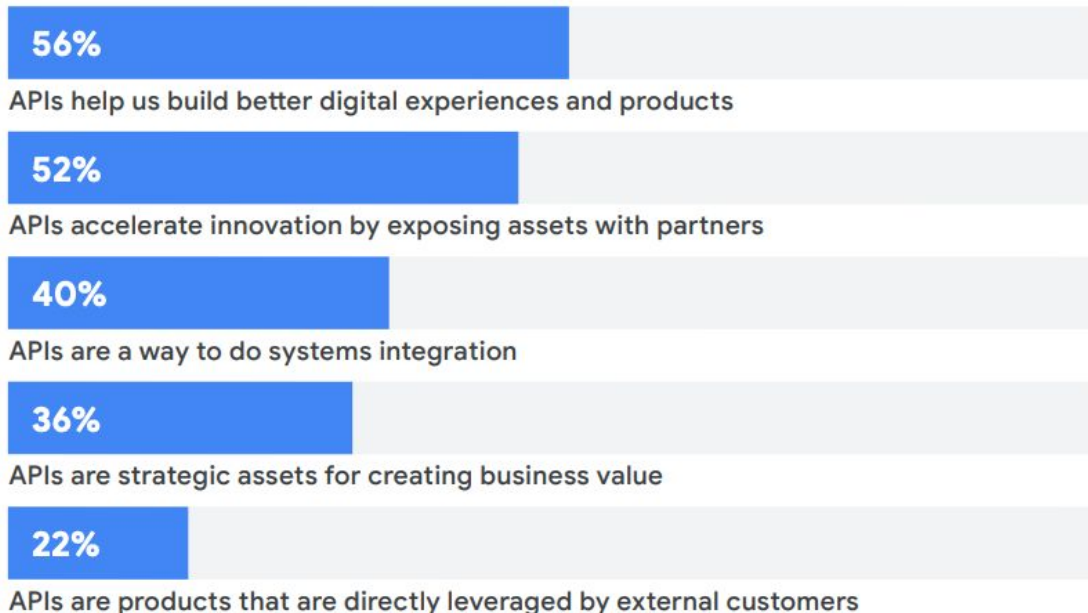 56%
APIs help us build better digital experiences and products
52%
APIs accelerate innovation by exposing assets with partners
40%
APIs are a way to do systems integration
36%
APIs are strategic assets for creating business value
22%
APIs are products that are directly leveraged by external customers